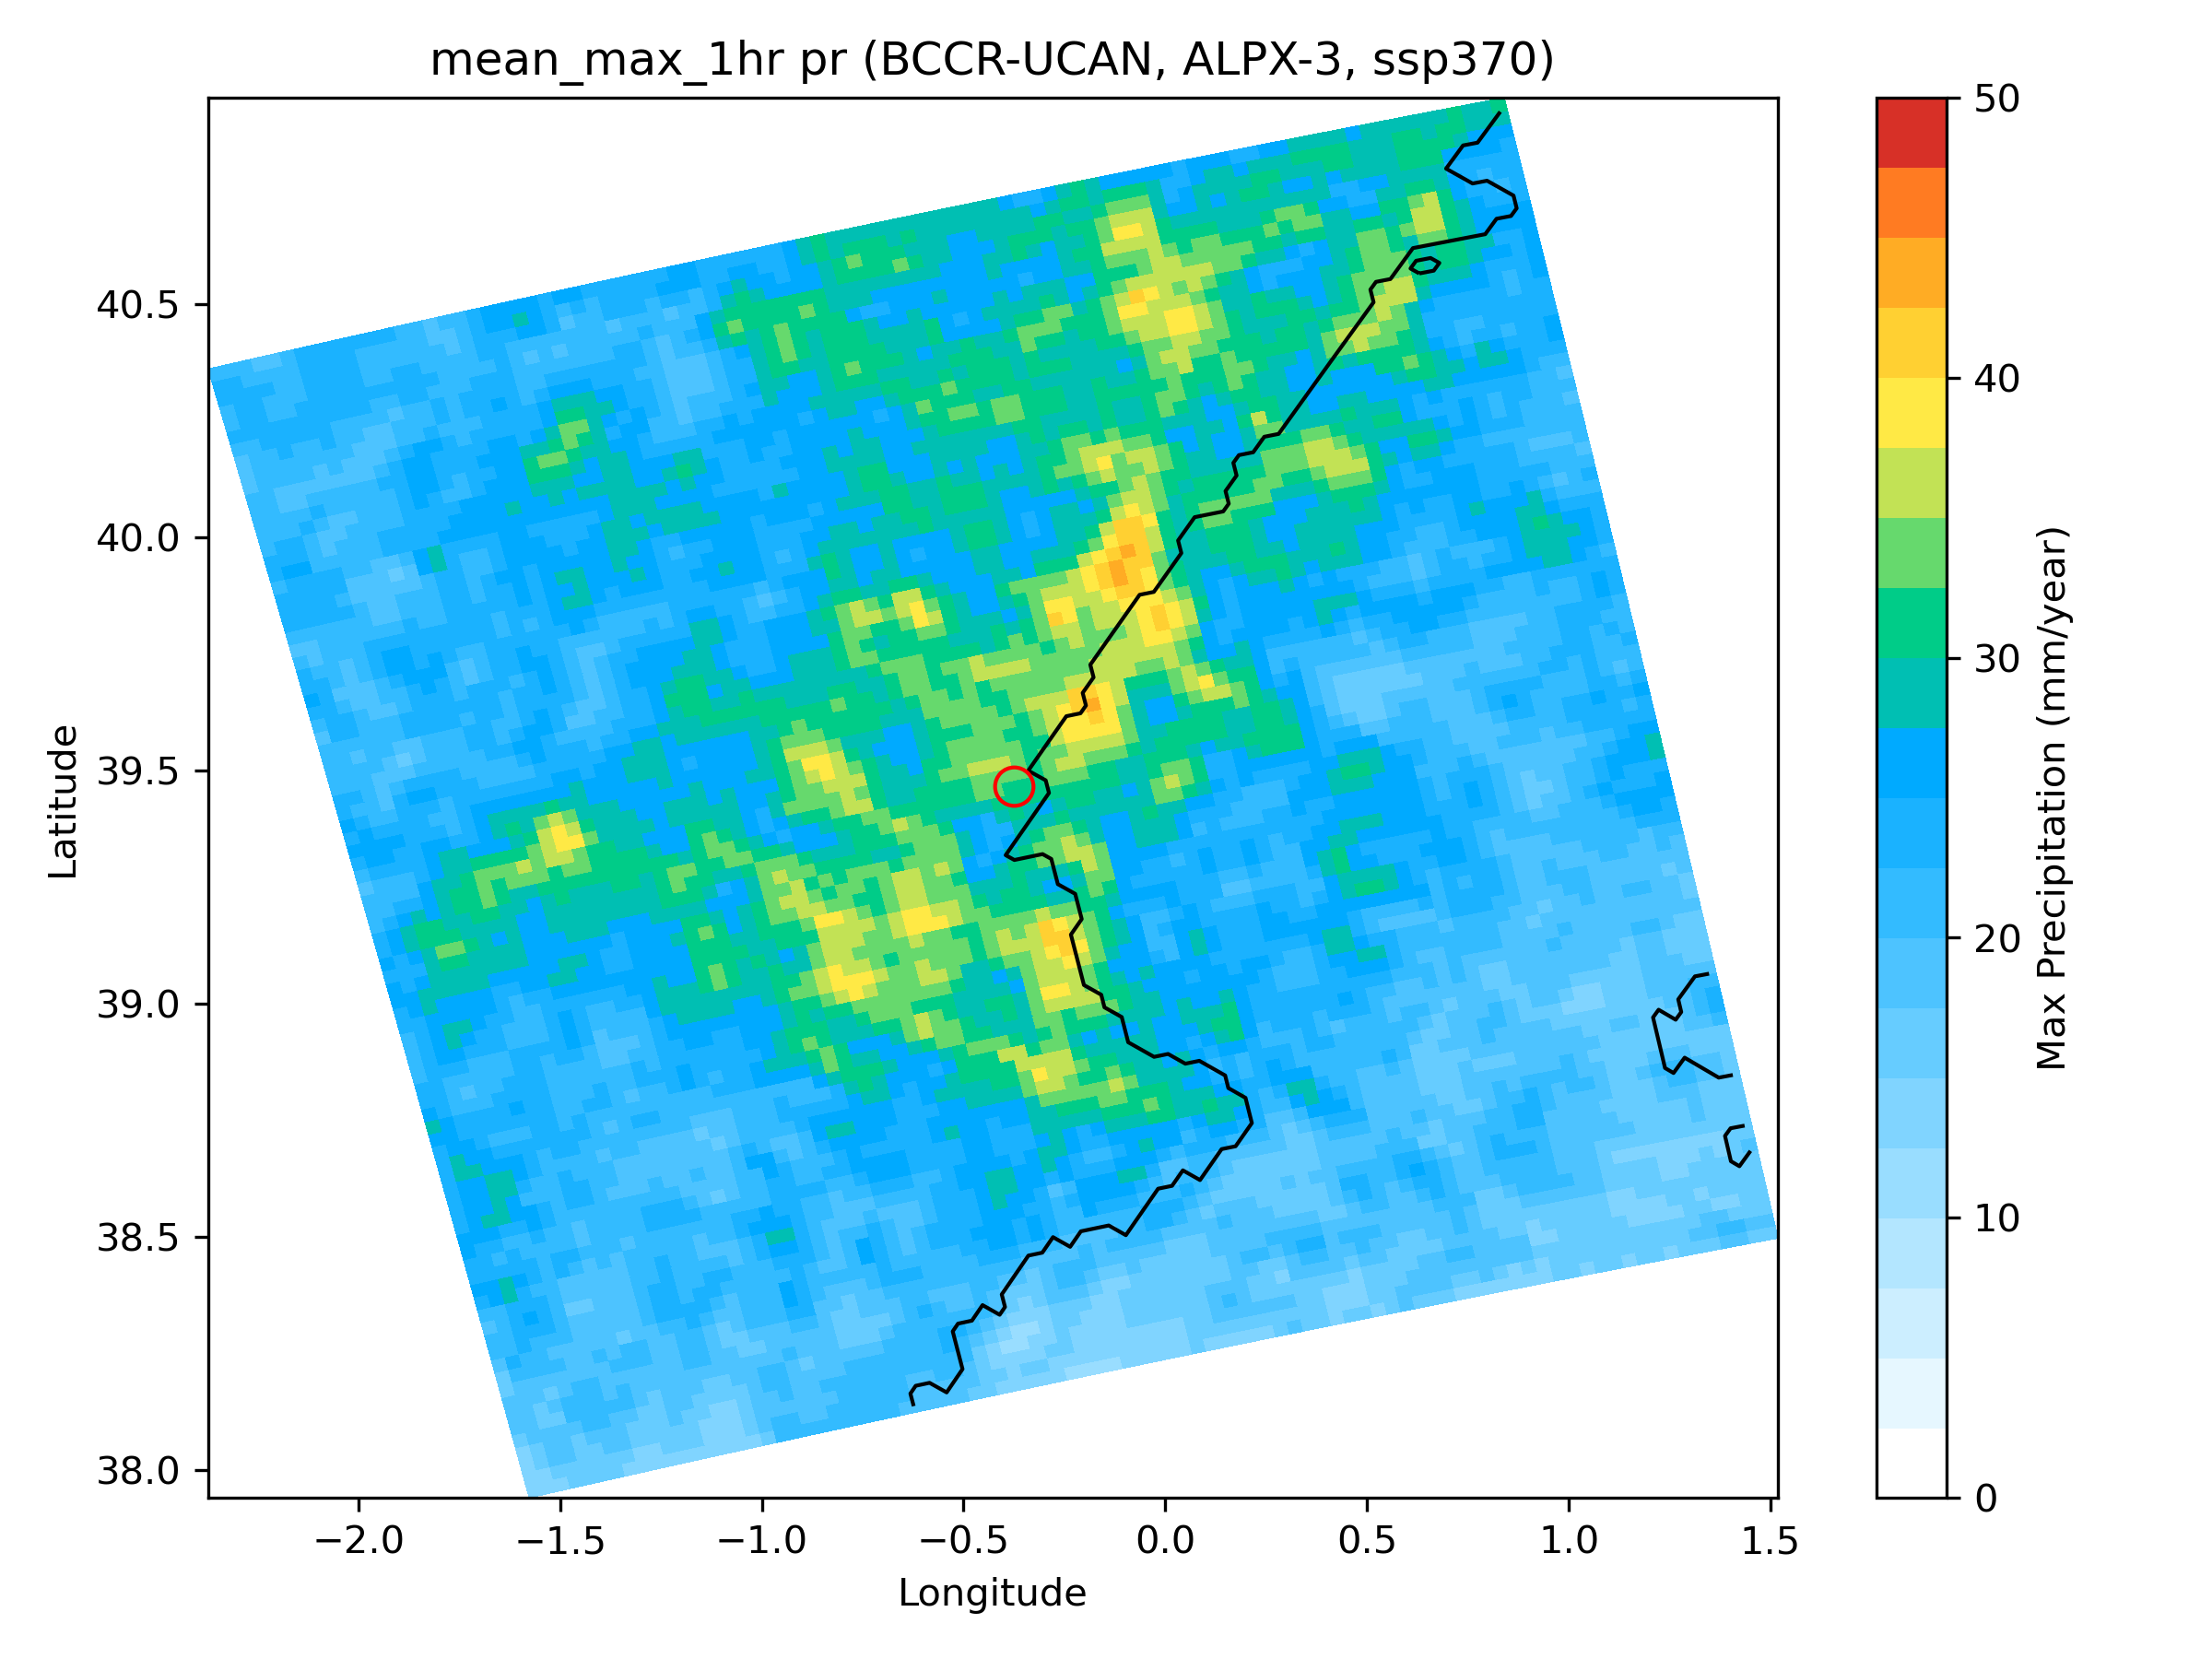 mean_max_1hr pr (BCCR-UCAN, ALPX-3, ssp370)
50
40
30
20
10
0
Max Precipitation (mm/year)
40.5
40.0
39.5
39.0
38.5
38.0
Latitude
−2.0 −1.5 −1.0 −0.5 0.0 0.5 1.0 1.5
Longitude